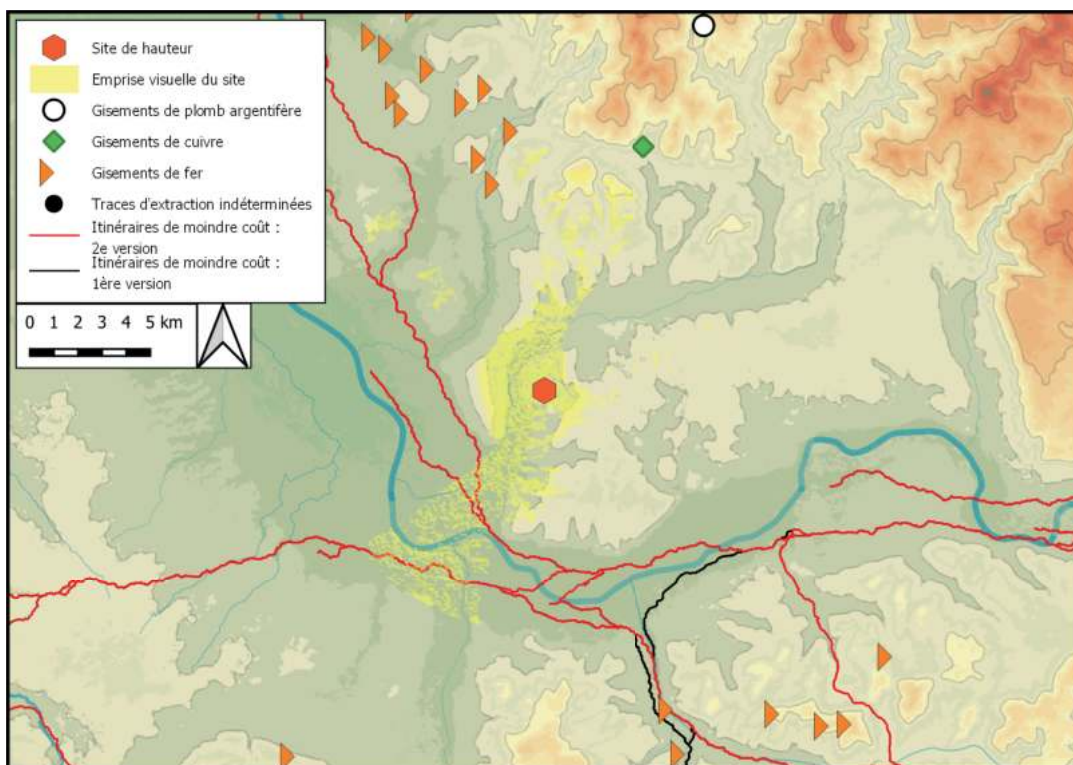 Site de hauteur
Emprise visuelle du site
Gisements de plomb argentifère
Gisements de cuivre
Gisements de fer
Traces d'extraction indéterminées
Itinéraires de moindre coût :
2e version
Itinéraires de moindre coût :
1ère version
0 1 2 3 4 5 km